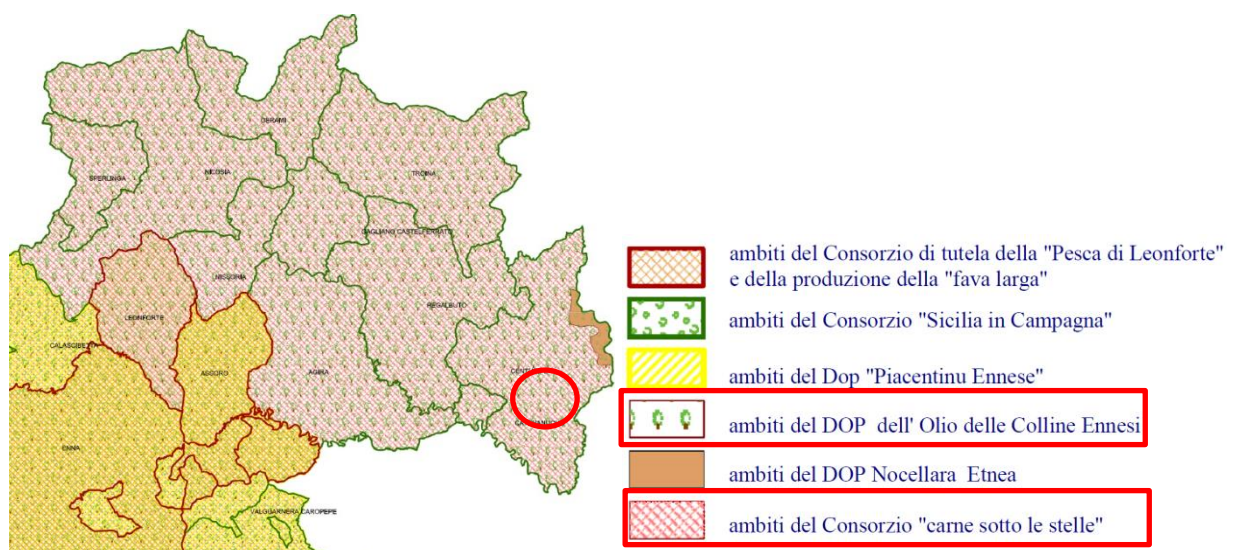 CERAMI
NICOSIA
SPERLINGA
TROINA
GAGLIANO CASTELFERRATO
NISSORIA
REGALBUTO
LEONFORTE
CALASCIBETTA
ASSORO
AGIRA
ENNA
VALGUARNERA CAROPEPE
ambiti del Consorzio di tutela della "Pesca di Leonforte"
e della produzione della "fava larga"
ambiti del Consorzio "Sicilia in Campagna"
ambiti del Dop "Piacentinu Ennese"
ambiti del DOP dell' Olio delle Colline Ennesi
ambiti del DOP Nocellara Etnea
ambiti del Consorzio "carne sotto le stelle"